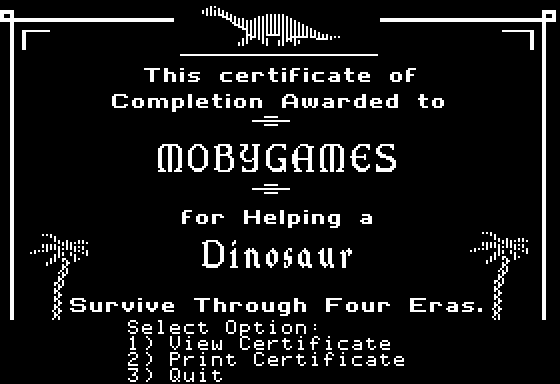 This certificate of
Completion Awarded to
MOBYGAMES
for Helping a
Dinosaur
Survive Through Four Eras.
Select Option:
1) View Certificate
2) Print Certificate
3) Quit